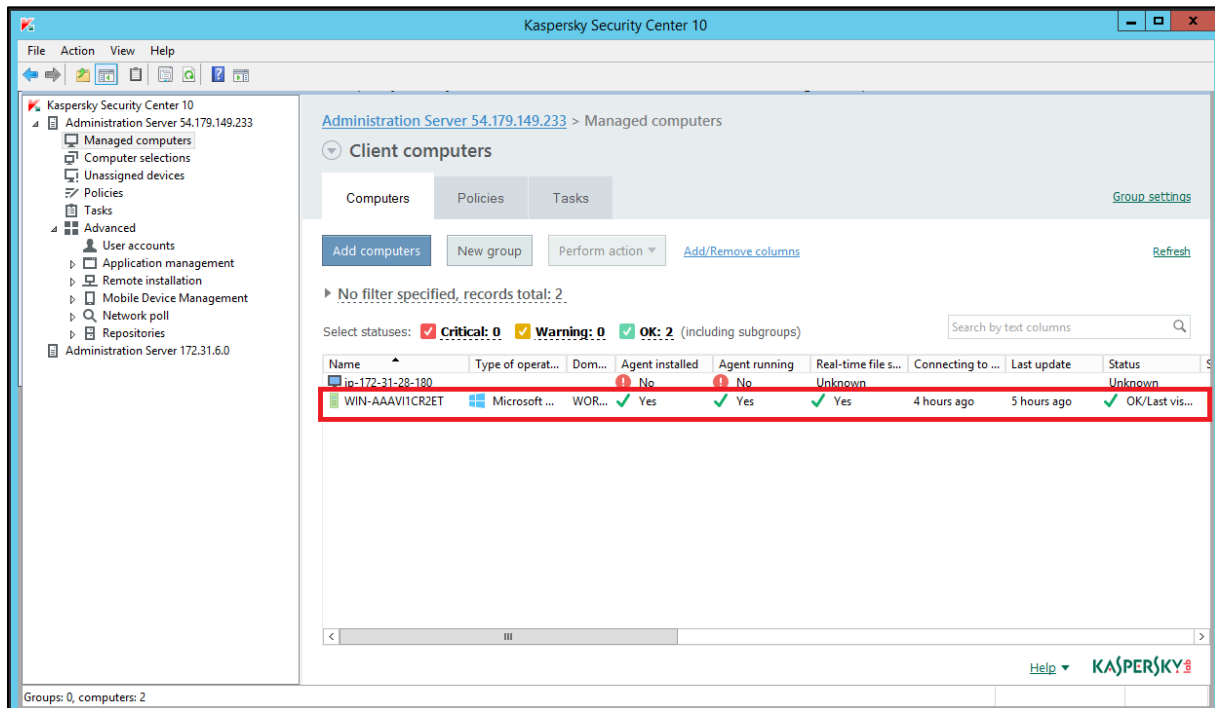 Kaspersky Security Center 10
File Action View Help
Kaspersky Security Center 10
Administration Server 54.179.149.233
Managed computers
Computer selections
Unassigned devices
Policies
Tasks
Advanced
User accounts
Application management
Remote installation
Mobile Device Management
Network poll
Repositories
Administration Server 172.31.6.0
Administration Server 54.179.149.233 > Managed computers
Client computers
Computers Policies Tasks Group settings
Add computers New group Perform action Add/Remove columns Refresh
No filter specified, records total: 2
Select statuses: Critical: 0 Warning: 0 OK: 2 (including subgroups) Search by text columns
Name Type of operat... Dom... Agent installed Agent running Real-time file s... Connecting to ... Last update Status S
ip-172-31-28-180 No No Unknown Unknown
WIN-AAAVI1CR2ET Microsoft ... WOR... Yes Yes Yes 4 hours ago 5 hours ago OK/Last vis...
Help KASPERSKY lab
Groups: 0, computers: 2